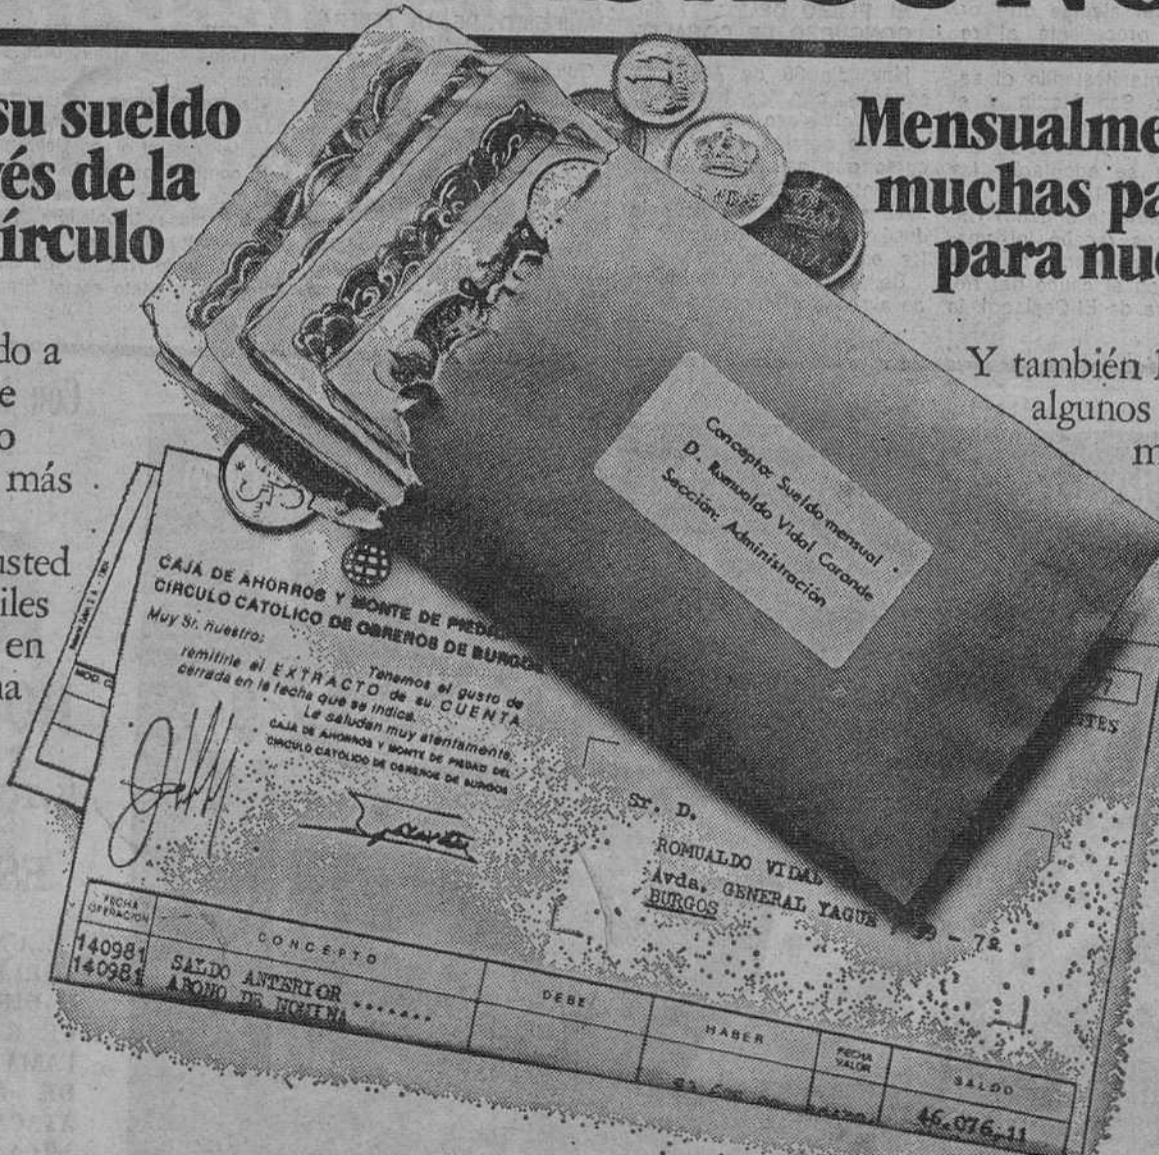 su sueldo
vés de la
írculo
do a
e
o
más
usted
iles
en
na
Mensualme
muchas pa
para nue
Y también
algunos
m
Concepto: Sueldo mensual
D. Romualdo Vidal Carande
Sección: Administración
CAJA DE AHORROS Y MONTE DE PIEDAD
CIRCULO CATOLICO DE OBREROS DE BURGOS
Muy Sr. nuestro:
Tenemos el gusto de
remitirle el EXTRACTO de su CUENTA
cerrada en la fecha que se indica.
Le saludan muy atentamente,
CAJA DE AHORROS Y MONTE DE PIEDAD DEL
CIRCULO CATOLICO DE OBREROS DE BURGOS
NTES
Sr. D.
ROMUALDO VIDAL
Avda. GENERAL YAGUE - 7º
BURGOS
FECHA OPERACION CONCEPTO DEBE HABER FECHA VALOR SALDO
140981 SALDO ANTERIOR .......
140981 ABONO DE NOMINA 46.076,11